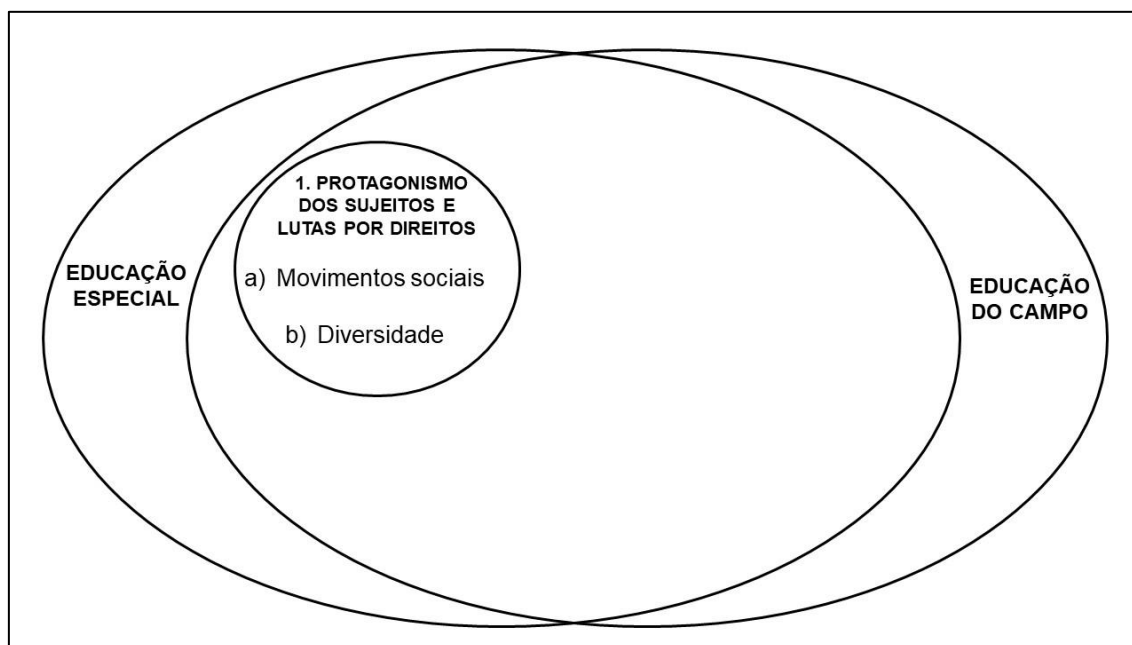 EDUCAÇÃO
ESPECIAL
1. PROTAGONISMO
DOS SUJEITOS E
LUTAS POR DIREITOS
a) Movimentos sociais
b) Diversidade
EDUCAÇÃO
DO CAMPO